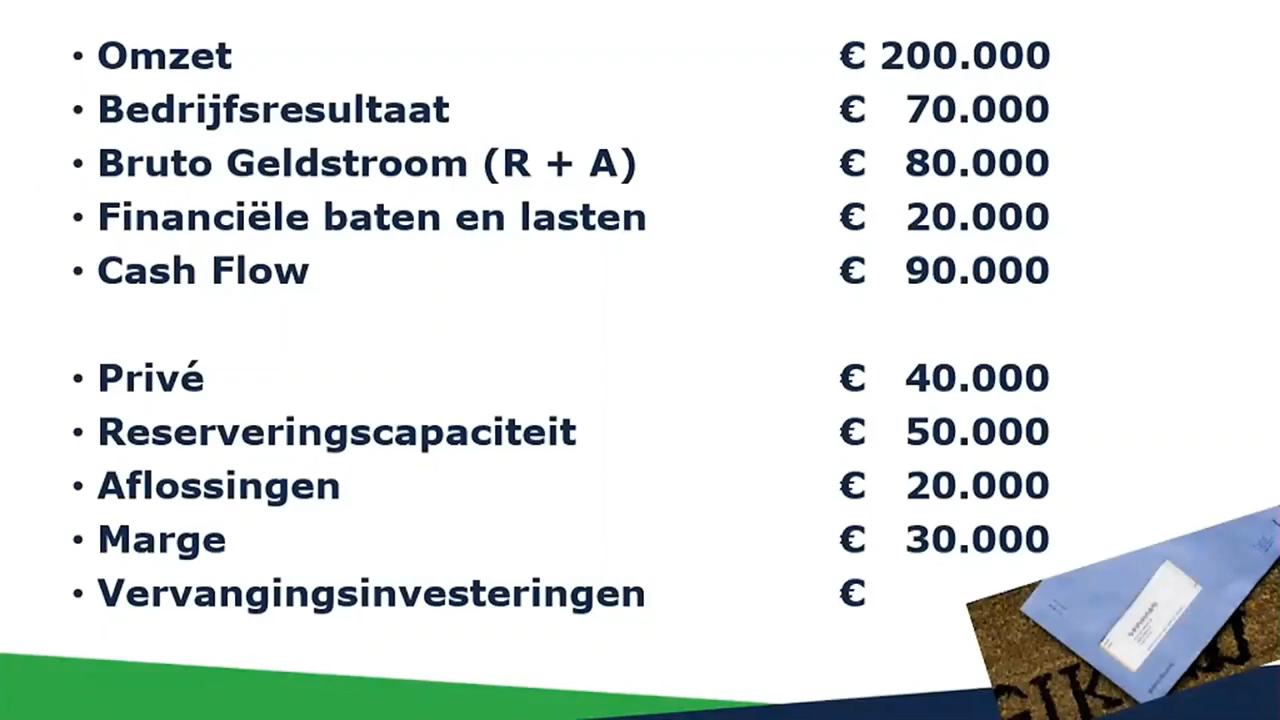 • Omzet € 200.000
• Bedrijfsresultaat € 70.000
• Bruto Geldstroom (R + A) € 80.000
• Financiële baten en lasten € 20.000
• Cash Flow € 90.000
• Privé € 40.000
• Reserveringscapaciteit € 50.000
• Aflossingen € 20.000
• Marge € 30.000
• Vervangingsinvesteringen €